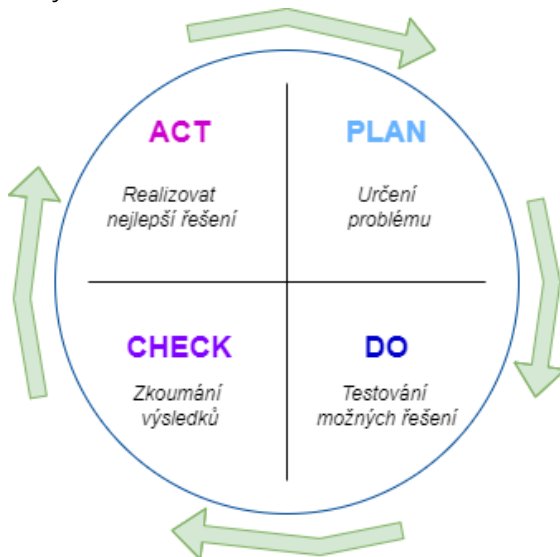 ACT
Realizovat
nejlepší řešení
PLAN
Určení
problému
CHECK
Zkoumání
výsledků
DO
Testování
možných řešení